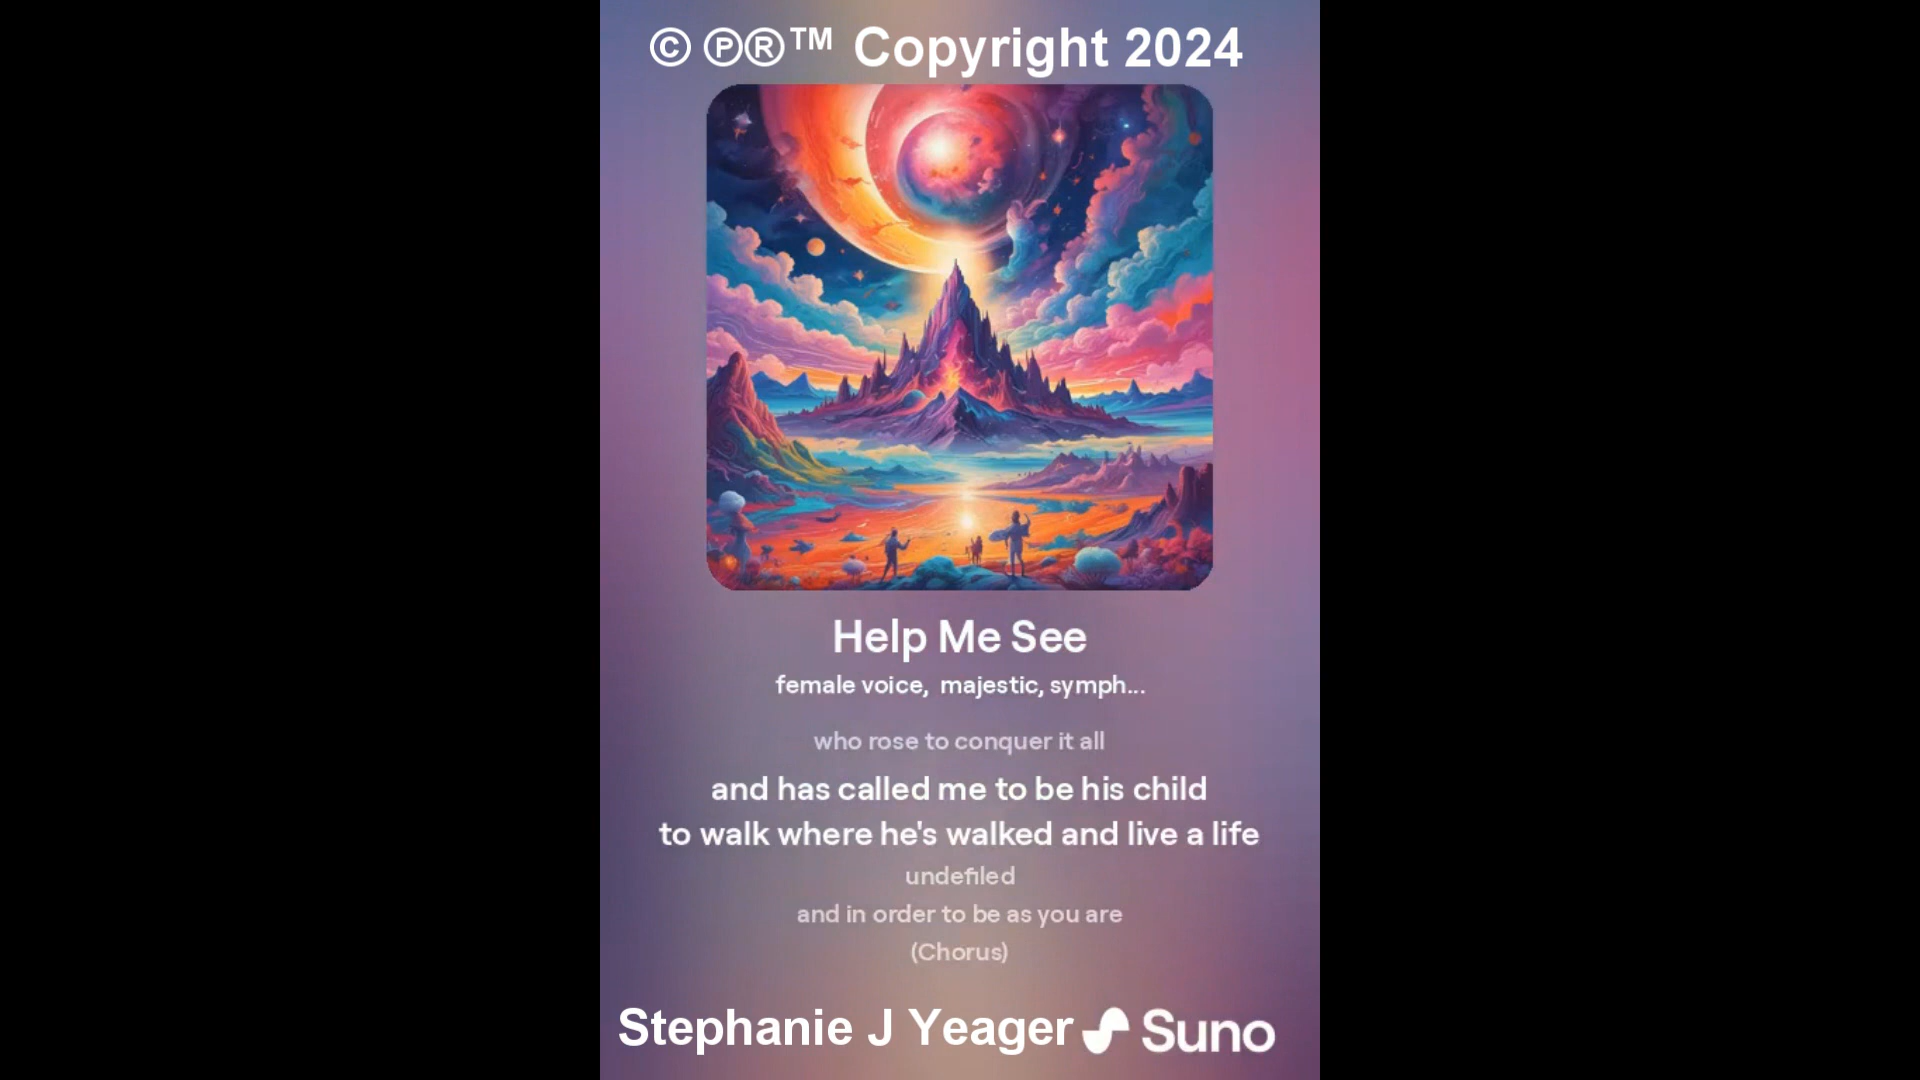 ©℗®™ Copyright 2024
Help Me See
female voice, majestic, symph...
who rose to conquer it all
and has called me to be his child
to walk where he's walked and live a life
undefiled
and in order to be as you are
(Chorus)
Stephanie J Yeager Suno